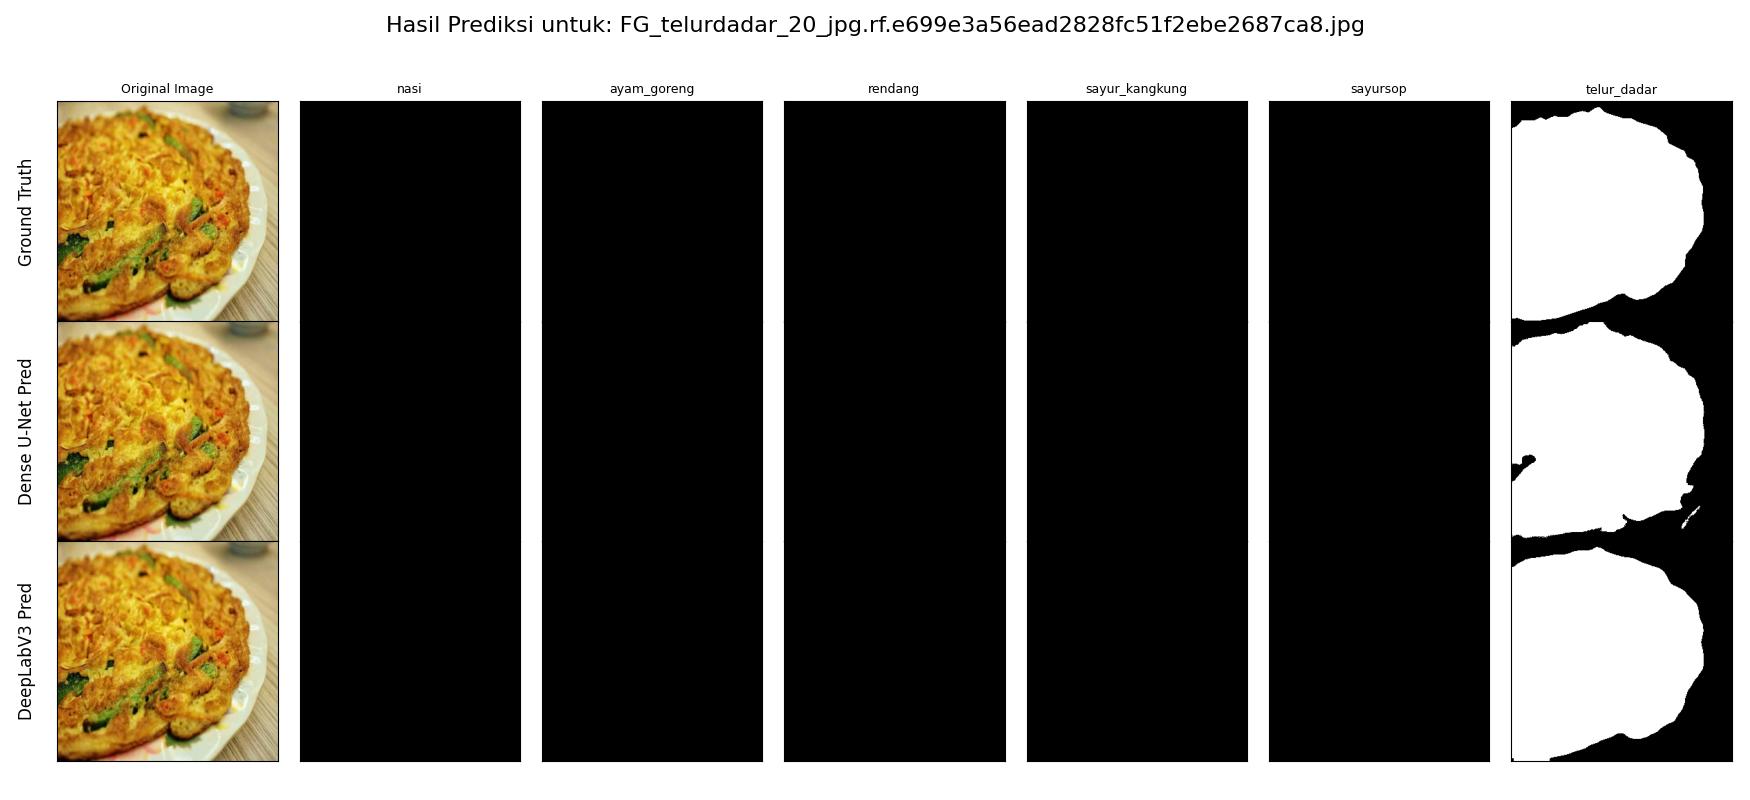 Hasil Prediksi untuk: FG_telurdadar_20_jpg.rf.e699e3a56ead2828fc51f2ebe2687ca8.jpg
Original Image
nasi
ayam_goreng
rendang
sayur_kangkung
sayursop
telur_dadar
Ground Truth
Dense U-Net Pred
DeepLabV3 Pred